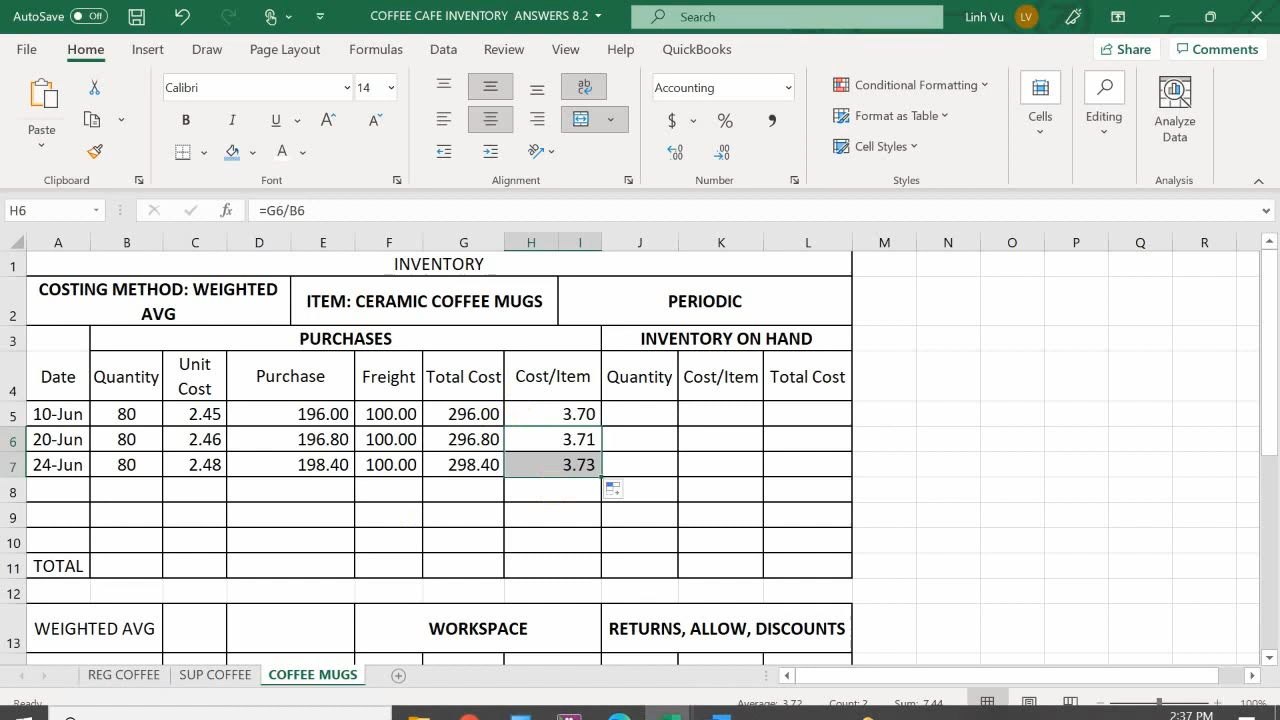 AutoSave Off COFFEE CAFE INVENTORY ANSWERS 8.2 Search Linh Vu LV
File Home Insert Draw Page Layout Formulas Data Review View Help QuickBooks Share Comments
Calibri 14 Accounting Conditional Formatting
Paste B I U A A $ % , Format as Table Cells Editing Analyze Data
A Cell Styles
Clipboard Font Alignment Number Styles Analysis
H6 fx =G6/B6
A B C D E F G H I J K L M N O P Q R
1 INVENTORY
2 COSTING METHOD: WEIGHTED AVG ITEM: CERAMIC COFFEE MUGS PERIODIC
3 PURCHASES INVENTORY ON HAND
4 Date Quantity Unit Cost Purchase Freight Total Cost Cost/Item Quantity Cost/Item Total Cost
5 10-Jun 80 2.45 196.00 100.00 296.00 3.70
6 20-Jun 80 2.46 196.80 100.00 296.80 3.71
7 24-Jun 80 2.48 198.40 100.00 298.40 3.73
8
9
10
11 TOTAL
12
13 WEIGHTED AVG WORKSPACE RETURNS, ALLOW, DISCOUNTS
REG COFFEE SUP COFFEE COFFEE MUGS
Ready Average: 3.72 Count: 2 Sum: 7.44 100%
2:37 PM